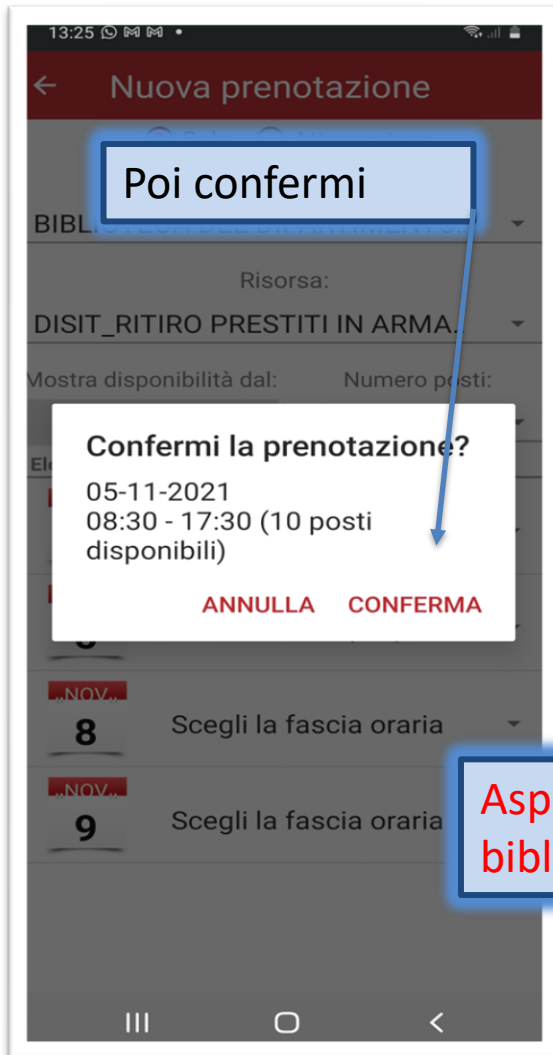 13:25
Nuova prenotazione
Poi confermi
BIBL
Risorsa:
DISIT_RITIRO PRESTITI IN ARMA..
Mostra disponibilità dal: Numero posti:
Confermi la prenotazione?
05-11-2021
08:30 - 17:30 (10 posti
disponibili)
ANNULLA CONFERMA
NOV
8 Scegli la fascia oraria
NOV
9 Scegli la fascia oraria
Asp
bibl